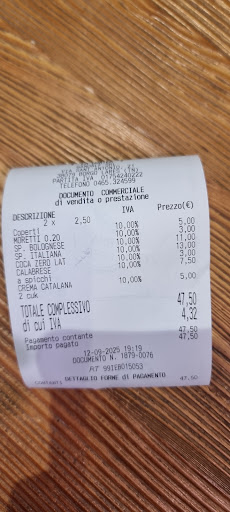 PARTITA IVA 01754240222
TELEFONO 0465.324599
DOCUMENTO COMMERCIALE
di vendita o prestazione
DESCRIZIONE IVA Prezzo(€)
2 x 2,50
Coperti 10,00% 5,00
MORETTI 0.20 10,00% 3,00
SP. BOLOGNESE 10,00% 11,00
SP. ITALIANA 10,00% 13,00
COCA ZERO LAT 10,00% 3,00
CALABRESE 10,00% 7,50
a spicchi
CREMA CATALANA 10,00% 5,00
2 cuk
TOTALE COMPLESSIVO 47,50
di cui IVA 4,32
Pagamento contante 47,50
Importo pagato 47,50
12-09-2025 19:19
DOCUMENTO N. 1879-0076
RT 99IEB015053
DETTAGLIO FORME di PAGAMENTO
CONTANTI 47,50